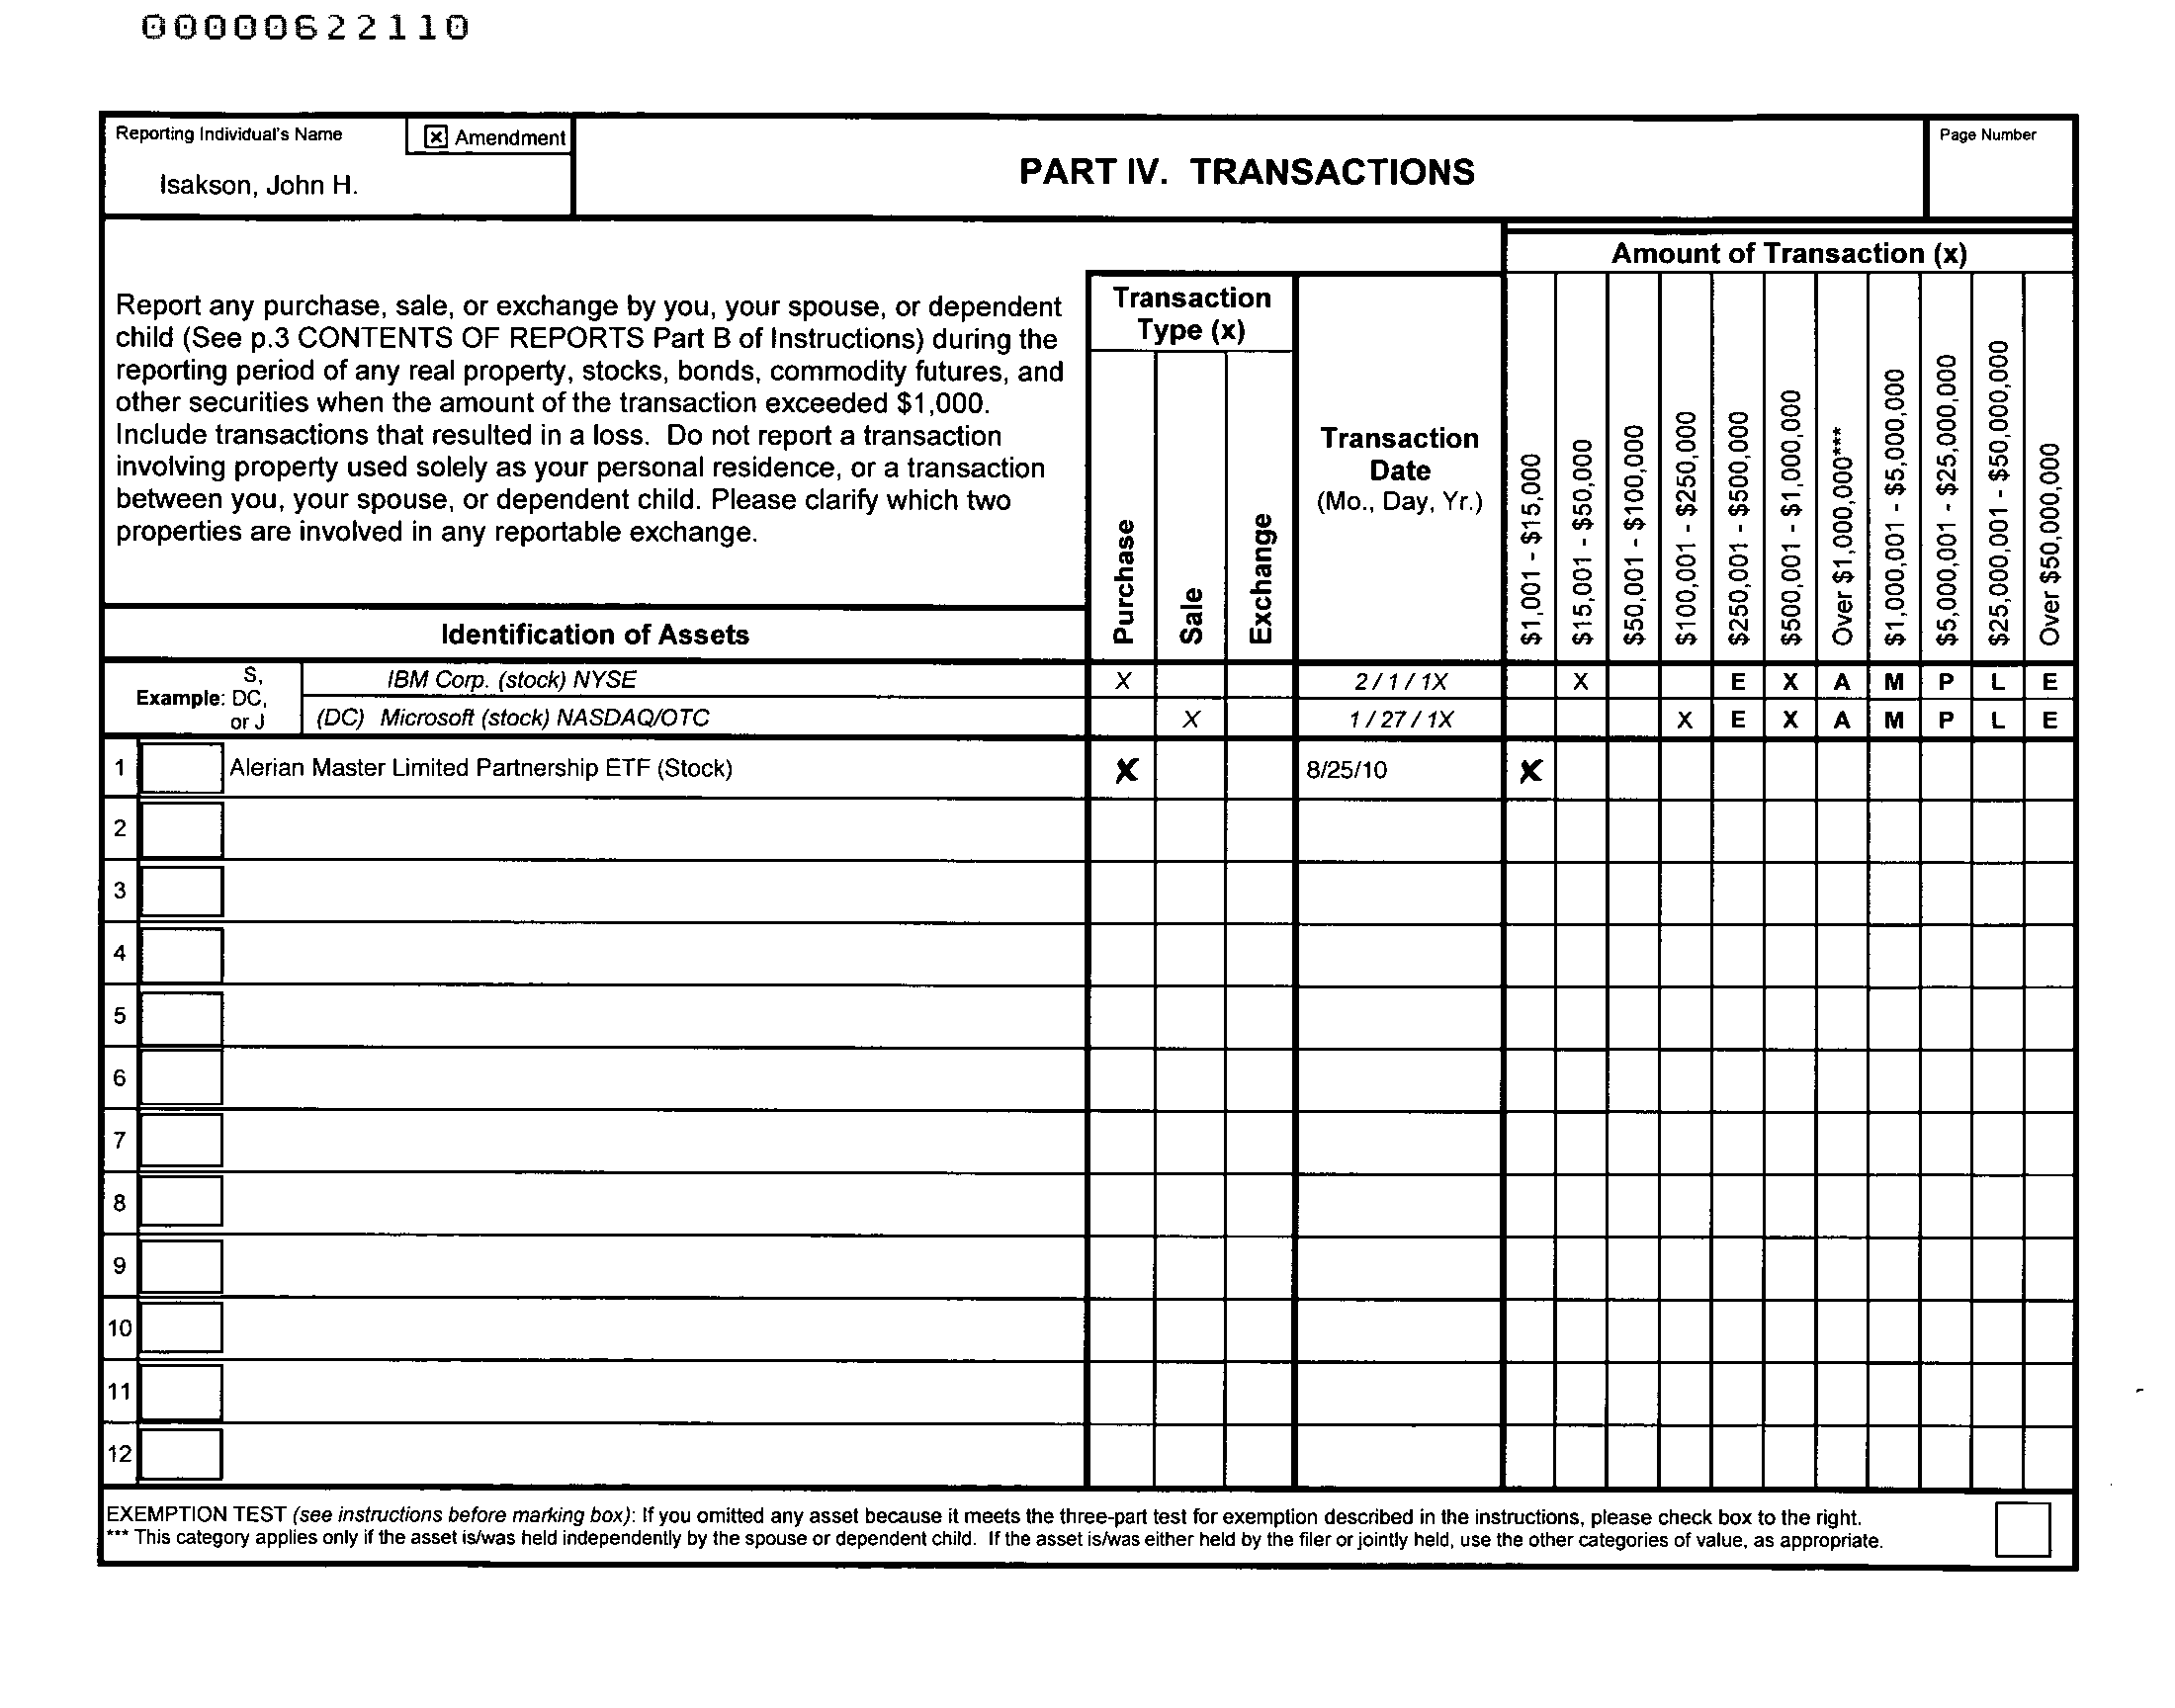 00000622110
Reporting Individual's Name
☒ Amendment
Isakson, John H.
PART IV. TRANSACTIONS
Page Number
Report any purchase, sale, or exchange by you, your spouse, or dependent
child (See p.3 CONTENTS OF REPORTS Part B of Instructions) during the
reporting period of any real property, stocks, bonds, commodity futures, and
other securities when the amount of the transaction exceeded $1,000.
Include transactions that resulted in a loss. Do not report a transaction
involving property used solely as your personal residence, or a transaction
between you, your spouse, or dependent child. Please clarify which two
properties are involved in any reportable exchange.
Identification of Assets
Transaction
Type (x)
Purchase
Sale
Exchange
Transaction
Date
(Mo., Day, Yr.)
Amount of Transaction (x)
$1,001 - $15,000
$15,001 - $50,000
$50,001 - $100,000
$100,001 - $250,000
$250,001 - $500,000
$500,001 - $1,000,000
Over $1,000,000***
$1,000,001 - $5,000,000
$5,000,001 - $25,000,000
$25,000,001 - $50,000,000
Over $50,000,000
Example: S,
DC,
or J
IBM Corp. (stock) NYSE X 2 / 1 / 1X X E X A M P L E
(DC) Microsoft (stock) NASDAQ/OTC X 1 / 27 / 1X X E X A M P L E
1 Alerian Master Limited Partnership ETF (Stock) X 8/25/10 X
2
3
4
5
6
7
8
9
10
11
12
EXEMPTION TEST (see instructions before marking box): If you omitted any asset because it meets the three-part test for exemption described in the instructions, please check box to the right.
*** This category applies only if the asset is/was held independently by the spouse or dependent child. If the asset is/was either held by the filer or jointly held, use the other categories of value, as appropriate.